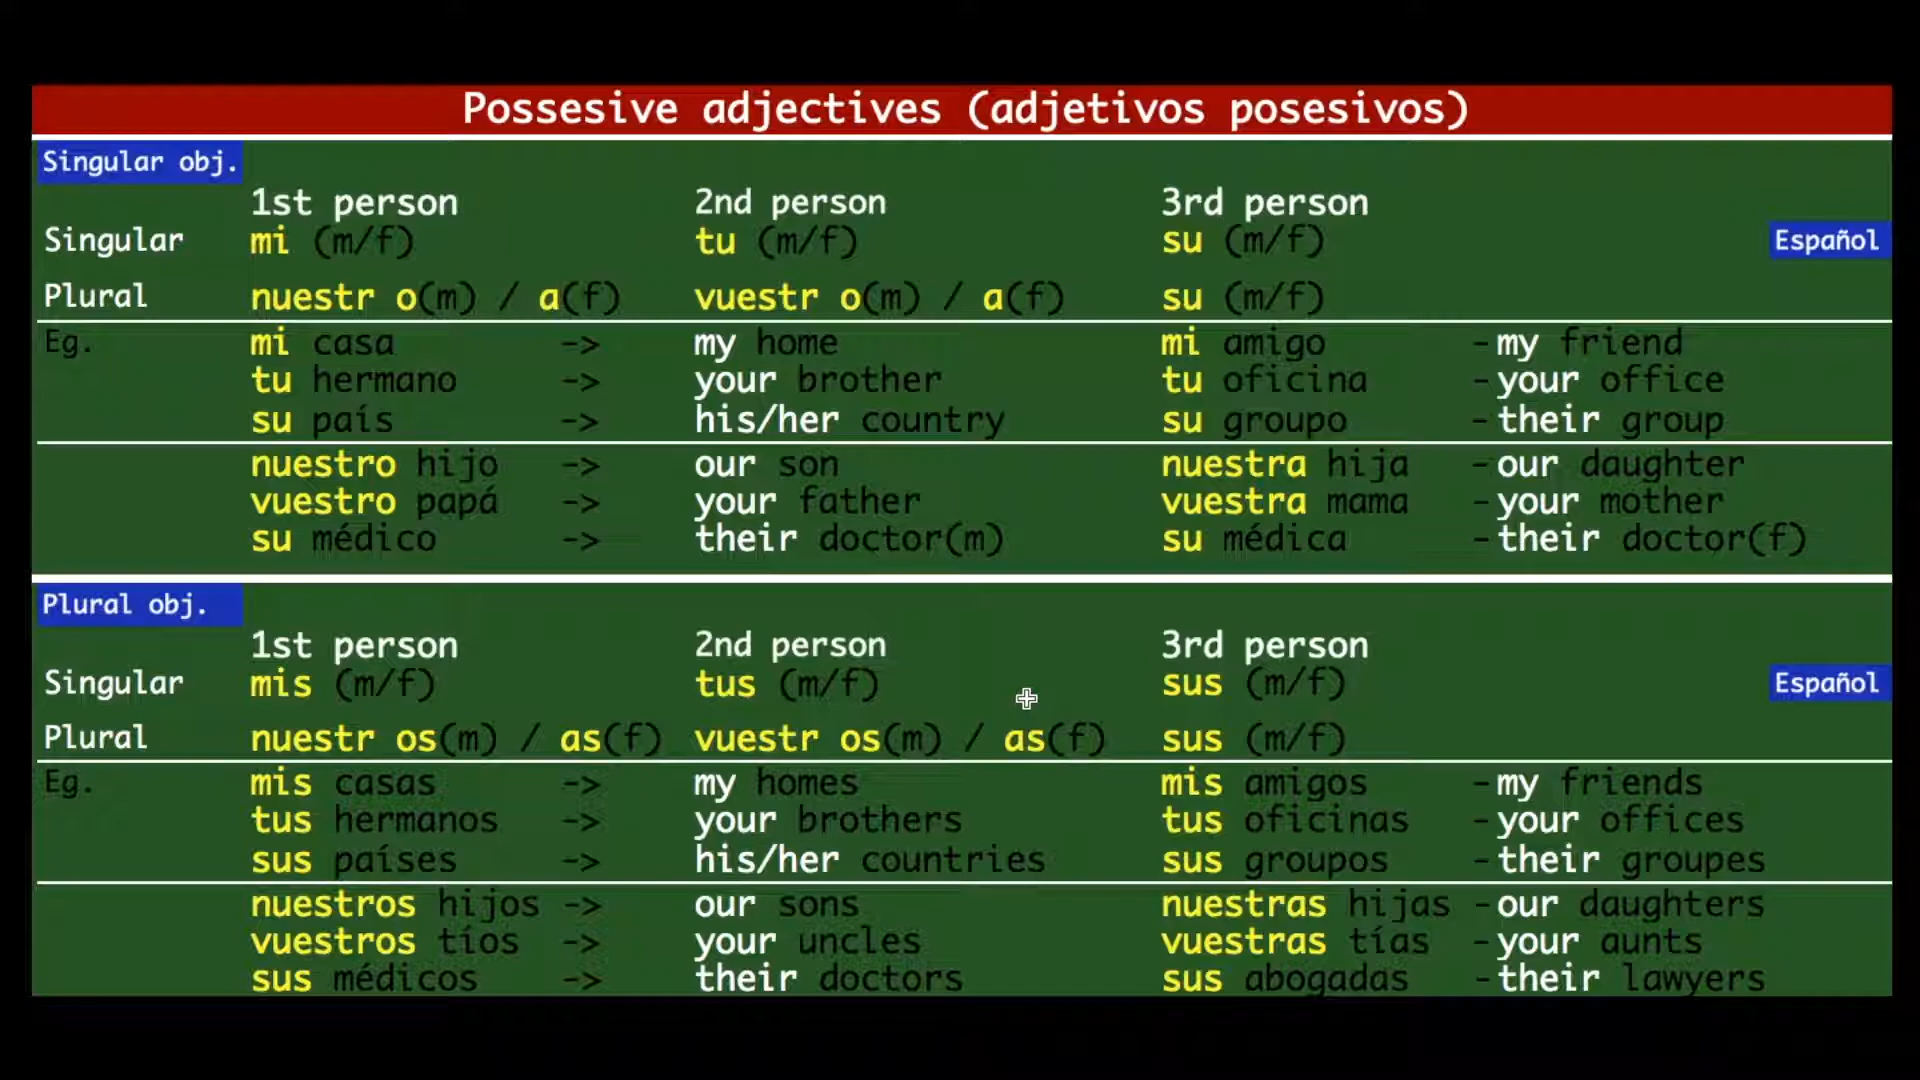 Possesive adjectives (adjetivos posesivos)
Singular obj.
1st person 2nd person 3rd person
Singular mi (m/f) tu (m/f) su (m/f) Español
Plural nuestr o(m) / a(f) vuestr o(m) / a(f) su (m/f)
Eg. mi casa -> my home mi amigo -my friend
tu hermano -> your brother tu oficina -your office
su país -> his/her country su groupo -their group
nuestro hijo -> our son nuestra hija -our daughter
vuestro papá -> your father vuestra mama -your mother
su médico -> their doctor(m) su médica -their doctor(f)
Plural obj.
1st person 2nd person 3rd person
Singular mis (m/f) tus (m/f) sus (m/f) Español
Plural nuestr os(m) / as(f) vuestr os(m) / as(f) sus (m/f)
Eg. mis casas -> my homes mis amigos -my friends
tus hermanos -> your brothers tus oficinas -your offices
sus países -> his/her countries sus groupos -their groupes
nuestros hijos -> our sons nuestras hijas -our daughters
vuestros tíos -> your uncles vuestras tías -your aunts
sus médicos -> their doctors sus abogadas -their lawyers